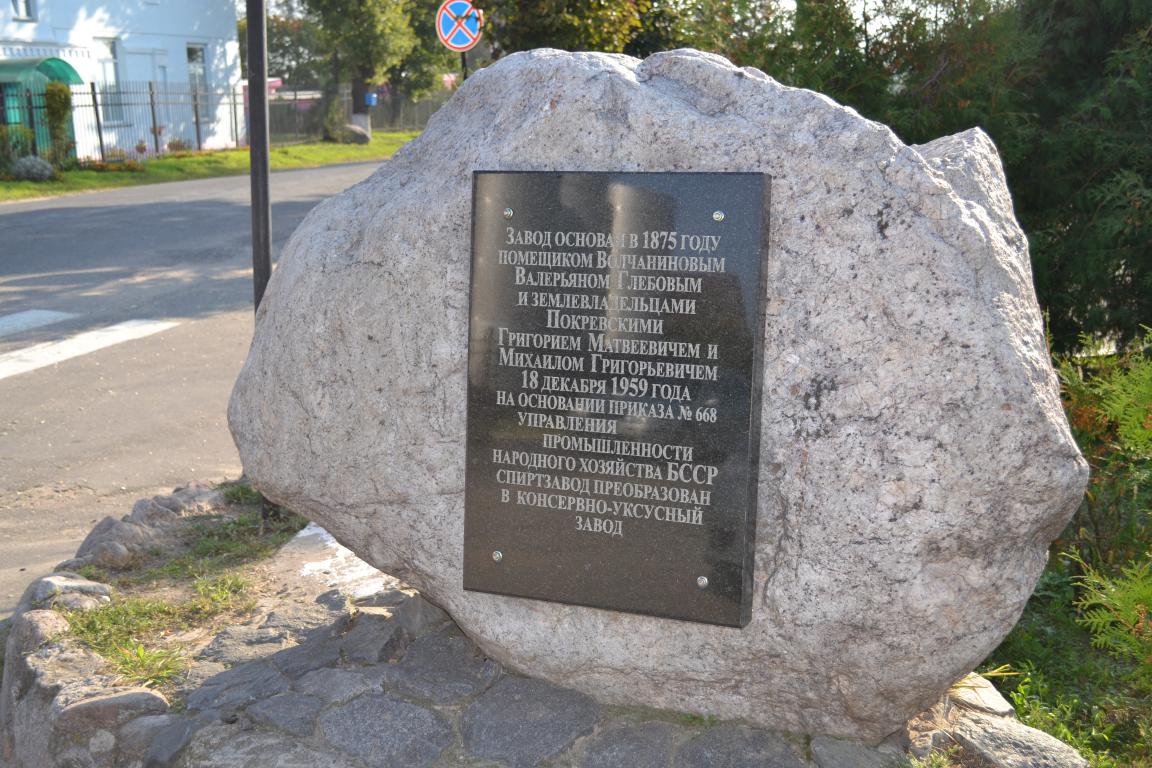 Завод основан в 1875 году
помещиком Волчаниновым
Валерьяном Глебовым
и землевладельцами
Покревскими
Григорием Матвеевичем и
Михаилом Григорьевичем
18 декабря 1959 года
на основании приказа № 668
управления
промышленности
народного хозяйства БССР
спиртзавод преобразован
в консервно-уксусный
завод